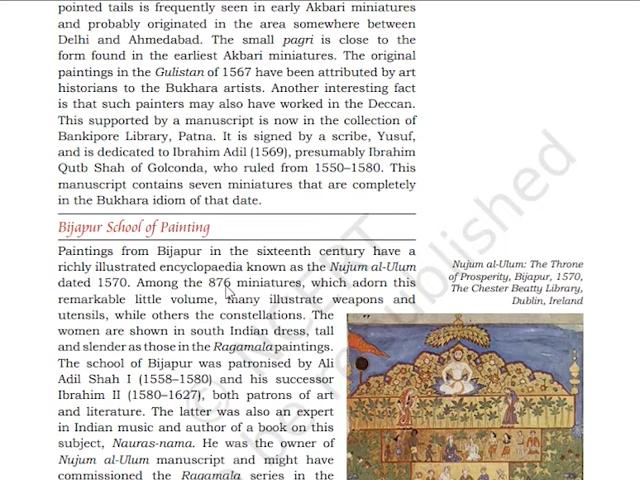 pointed tails is frequently seen in early Akbari miniatures
and probably originated in the area somewhere between
Delhi and Ahmedabad. The small pagri is close to the
form found in the earliest Akbari miniatures. The original
paintings in the Gulistan of 1567 have been attributed by art
historians to the Bukhara artists. Another interesting fact
is that such painters may also have worked in the Deccan.
This supported by a manuscript is now in the collection of
Bankipore Library, Patna. It is signed by a scribe, Yusuf,
and is dedicated to Ibrahim Adil (1569), presumably Ibrahim
Qutb Shah of Golconda, who ruled from 1550–1580. This
manuscript contains seven miniatures that are completely
in the Bukhara idiom of that date.
Bijapur School of Painting
Paintings from Bijapur in the sixteenth century have a
richly illustrated encyclopaedia known as the Nujum al-Ulum
dated 1570. Among the 876 miniatures, which adorn this
remarkable little volume, many illustrate weapons and
utensils, while others the constellations. The
women are shown in south Indian dress, tall
and slender as those in the Ragamala paintings.
The school of Bijapur was patronised by Ali
Adil Shah I (1558–1580) and his successor
Ibrahim II (1580–1627), both patrons of art
and literature. The latter was also an expert
in Indian music and author of a book on this
subject, Nauras-nama. He was the owner of
Nujum al-Ulum manuscript and might have
commissioned the Ragamala series in the
Nujum al-Ulum: The Throne
of Prosperity, Bijapur, 1570,
The Chester Beatty Library,
Dublin, Ireland
© NCERT
be republished